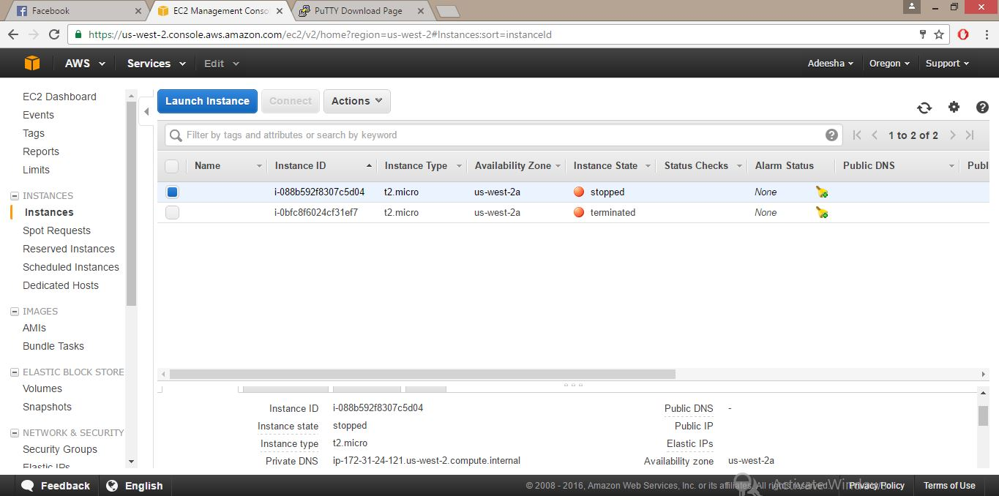 Facebook
EC2 Management Conso
PuTTY Download Page
https://us-west-2.console.aws.amazon.com/ec2/v2/home?region=us-west-2#Instances:sort=instanceId
AWS Services Edit Adeesha Oregon Support
EC2 Dashboard
Events
Tags
Reports
Limits
INSTANCES
Instances
Spot Requests
Reserved Instances
Scheduled Instances
Dedicated Hosts
IMAGES
AMIs
Bundle Tasks
ELASTIC BLOCK STORE
Volumes
Snapshots
NETWORK & SECURITY
Security Groups
Elastic IPs
Launch Instance Connect Actions
Filter by tags and attributes or search by keyword
1 to 2 of 2
Name Instance ID Instance Type Availability Zone Instance State Status Checks Alarm Status Public DNS Publ
i-088b592f8307c5d04 t2.micro us-west-2a stopped None
i-0bfc8f6024cf31ef7 t2.micro us-west-2a terminated None
Instance ID i-088b592f8307c5d04 Public DNS -
Instance state stopped Public IP
Instance type t2.micro Elastic IPs
Private DNS ip-172-31-24-121.us-west-2.compute.internal Availability zone us-west-2a
Feedback English © 2008 - 2016, Amazon Web Services, Inc. or its affiliates. All rights reserved. Privacy Policy Terms of Use
Activate Windows